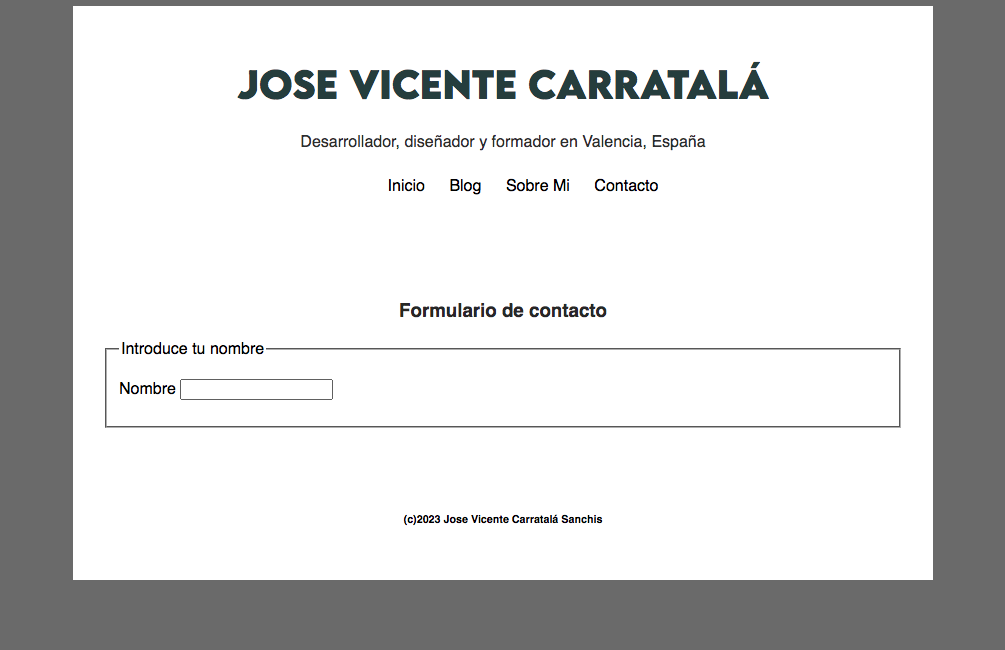 JOSE VICENTE CARRATALÁ
Desarrollador, diseñador y formador en Valencia, España
Inicio Blog Sobre Mi Contacto
Formulario de contacto
Introduce tu nombre
Nombre
(c)2023 Jose Vicente Carratalá Sanchis